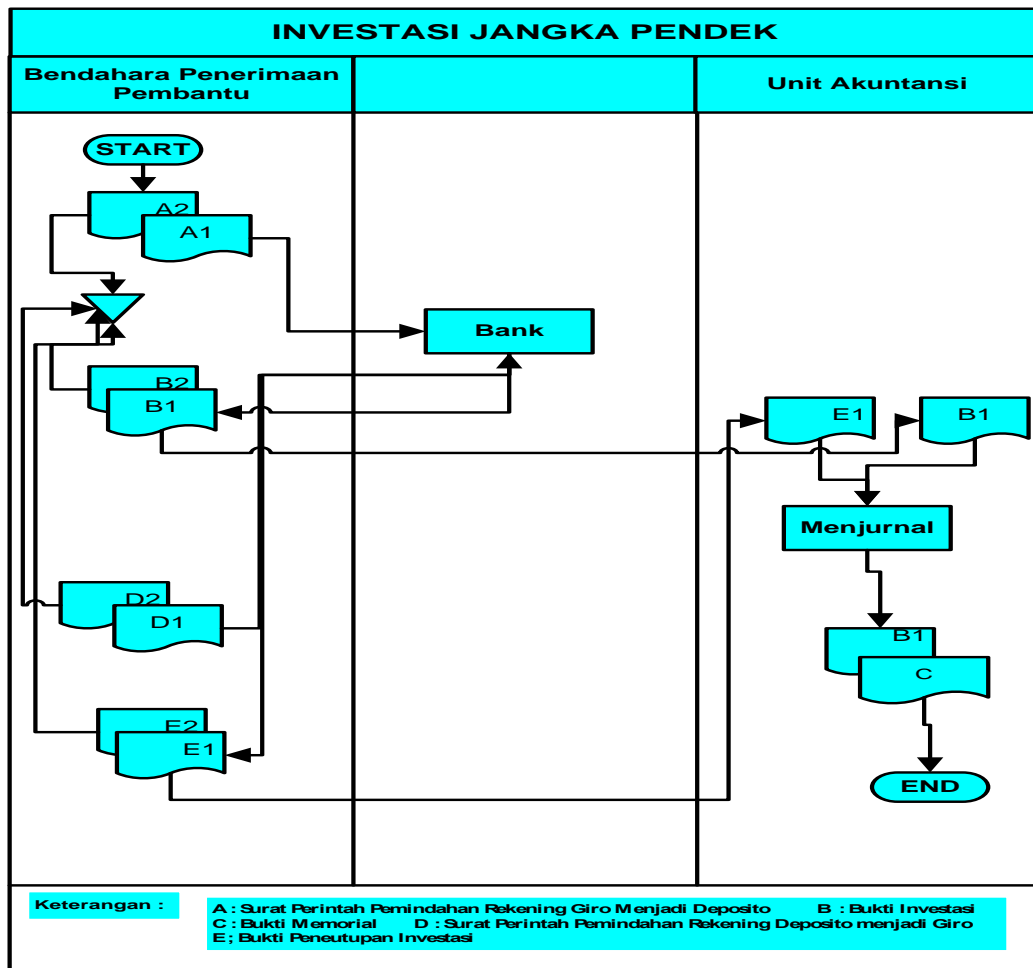 INVESTASI JANGKA PENDEK
Bendahara Penerimaan
Pembantu
Unit Akuntansi
START
A2
A1
Bank
B2
B1
E1
B1
Menjurnal
D2
D1
B1
C
E2
E1
END
Keterangan :
A : Surat Perintah Pemindahan Rekening Giro Menjadi Deposito B : Bukti Investasi
C : Bukti Memorial D : Surat Perintah Pemindahan Rekening Deposito menjadi Giro
E ; Bukti Peneutupan Investasi